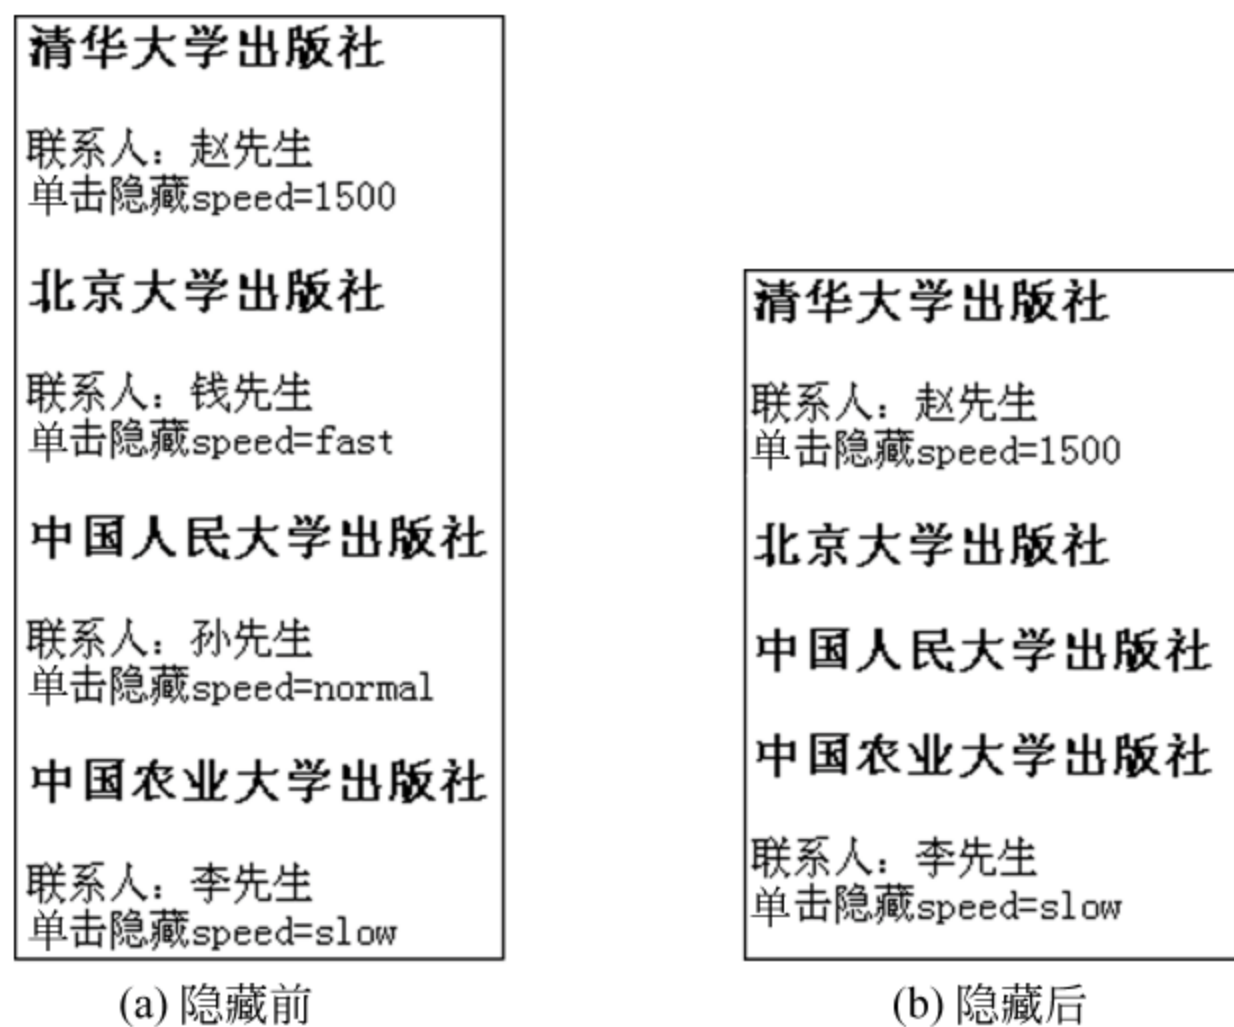 清华大学出版社
联系人：赵先生
单击隐藏speed=1500
北京大学出版社
联系人：钱先生
单击隐藏speed=fast
中国人民大学出版社
联系人：孙先生
单击隐藏speed=normal
中国农业大学出版社
联系人：李先生
单击隐藏speed=slow
(a) 隐藏前
清华大学出版社
联系人：赵先生
单击隐藏speed=1500
北京大学出版社
中国人民大学出版社
中国农业大学出版社
联系人：李先生
单击隐藏speed=slow
(b) 隐藏后